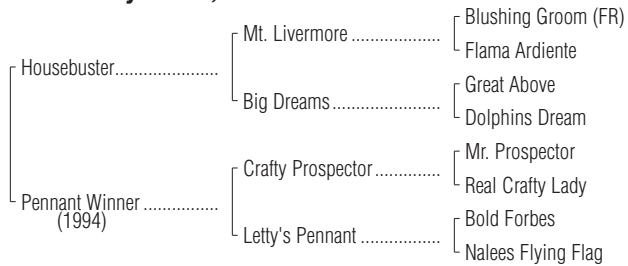 Blushing Groom (FR)
Mt. Livermore ....................
Flama Ardiente
Housebuster.......................
Great Above
Big Dreams ........................
Dolphins Dream
Mr. Prospector
Crafty Prospector ...............
Real Crafty Lady
Pennant Winner .................
(1994)
Bold Forbes
Letty's Pennant ..................
Nalees Flying Flag